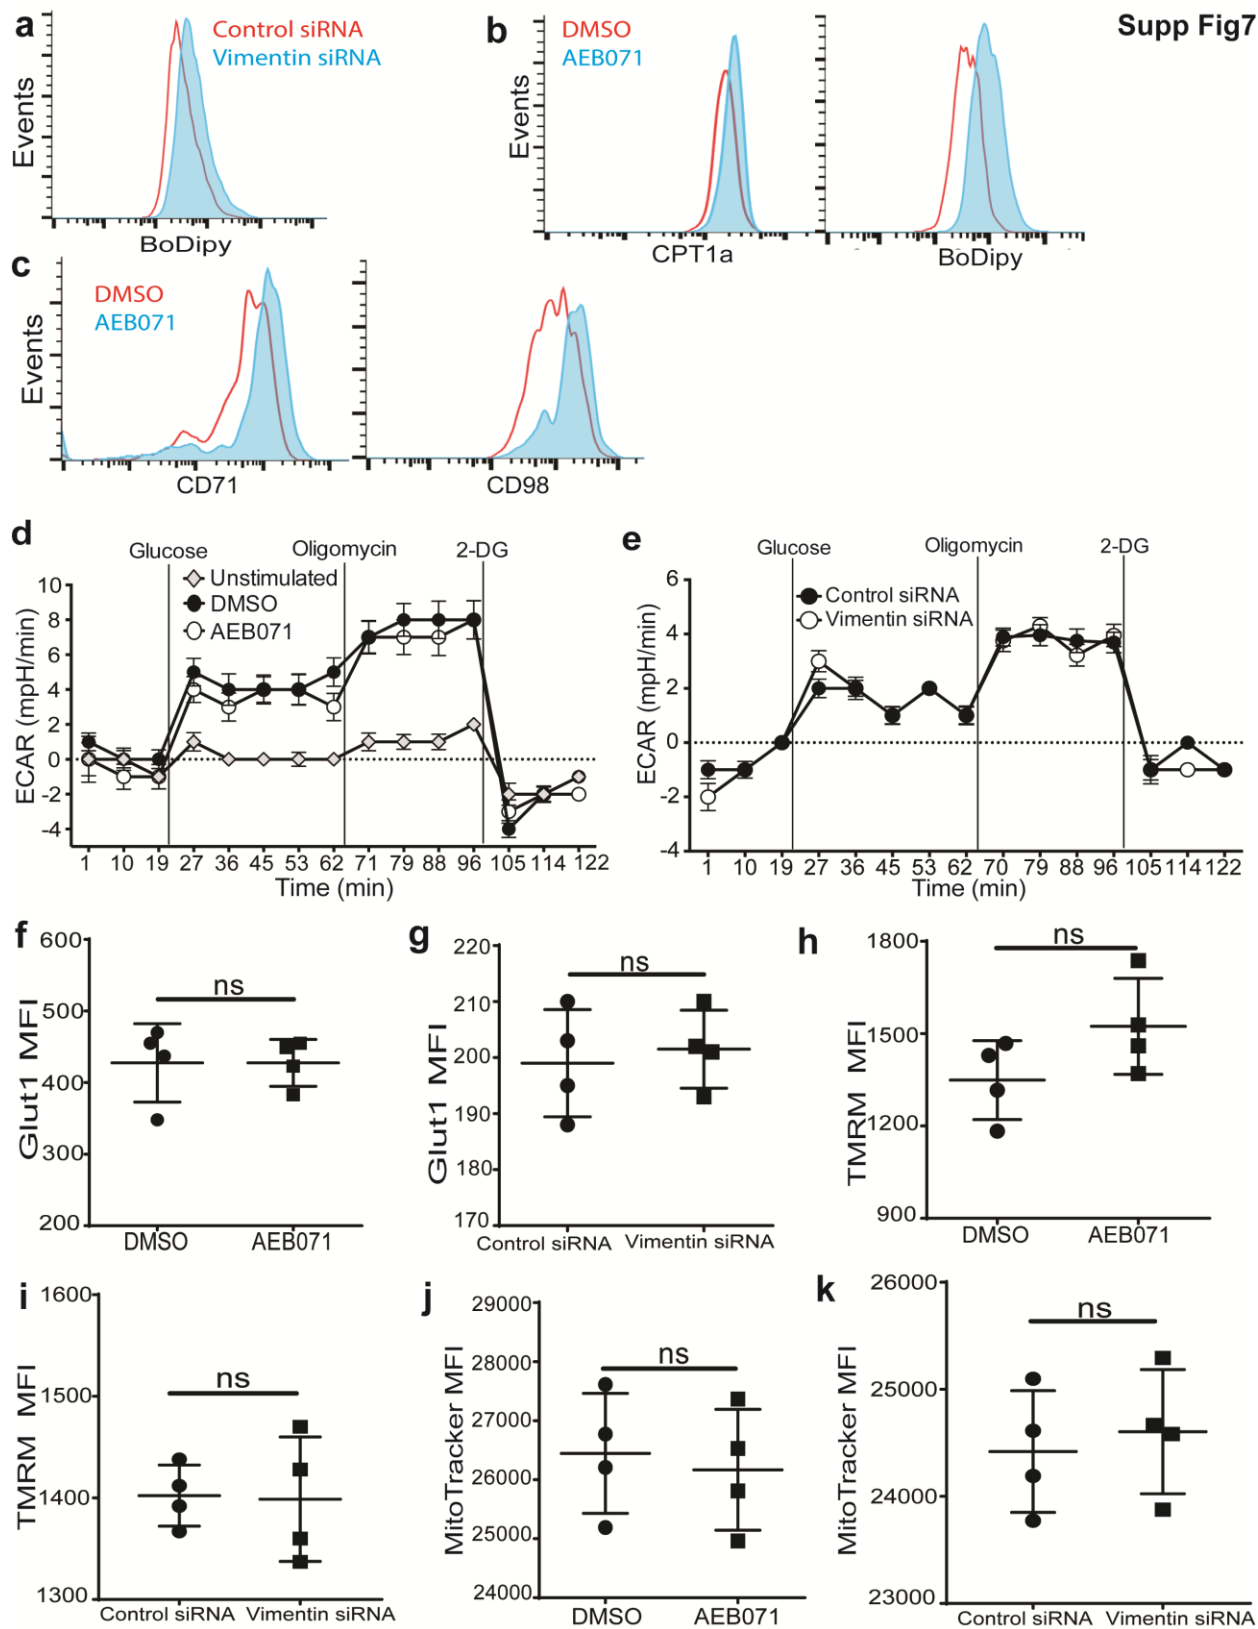 Supp Fig7
a
Control siRNA
Vimentin siRNA
Events
BoDipy
b
DMSO
AEB071
Events
CPT1a
BoDipy
c
DMSO
AEB071
Events
CD71
CD98
d
Glucose
Oligomycin
2-DG
Unstimulated
DMSO
AEB071
ECAR (mpH/min)
10
8
6
4
2
0
-2
-4
1 10 19 27 36 45 53 62 71 79 88 96 105 114 122
Time (min)
e
Glucose
Oligomycin
2-DG
Control siRNA
Vimentin siRNA
ECAR (mpH/min)
6
4
2
0
-2
-4
1 10 19 27 36 45 53 62 70 79 88 96 105 114 122
Time (min)
f
ns
Glut1 MFI
600
500
400
300
200
DMSO AEB071
g
ns
Glut1 MFI
220
210
200
190
180
170
Control siRNA Vimentin siRNA
h
ns
TMRM MFI
1800
1500
1200
900
DMSO AEB071
i
ns
TMRM MFI
1600
1500
1400
1300
Control siRNA Vimentin siRNA
j
ns
MitoTracker MFI
29000
28000
27000
26000
25000
24000
DMSO AEB071
k
ns
MitoTracker MFI
26000
25000
24000
23000
Control siRNA Vimentin siRNA